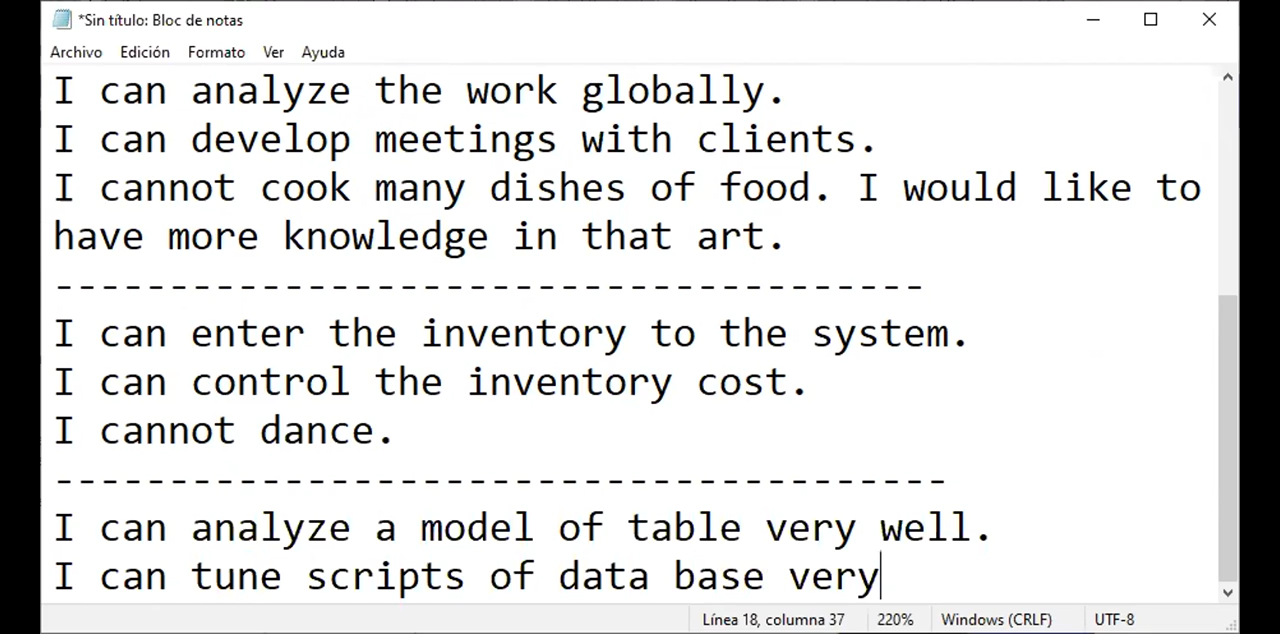 *Sin título: Bloc de notas
Archivo Edición Formato Ver Ayuda
I can analyze the work globally.
I can develop meetings with clients.
I cannot cook many dishes of food. I would like to
have more knowledge in that art.
--------------------------------------
I can enter the inventory to the system.
I can control the inventory cost.
I cannot dance.
---------------------------------------
I can analyze a model of table very well.
I can tune scripts of data base very
Línea 18, columna 37 220% Windows (CRLF) UTF-8